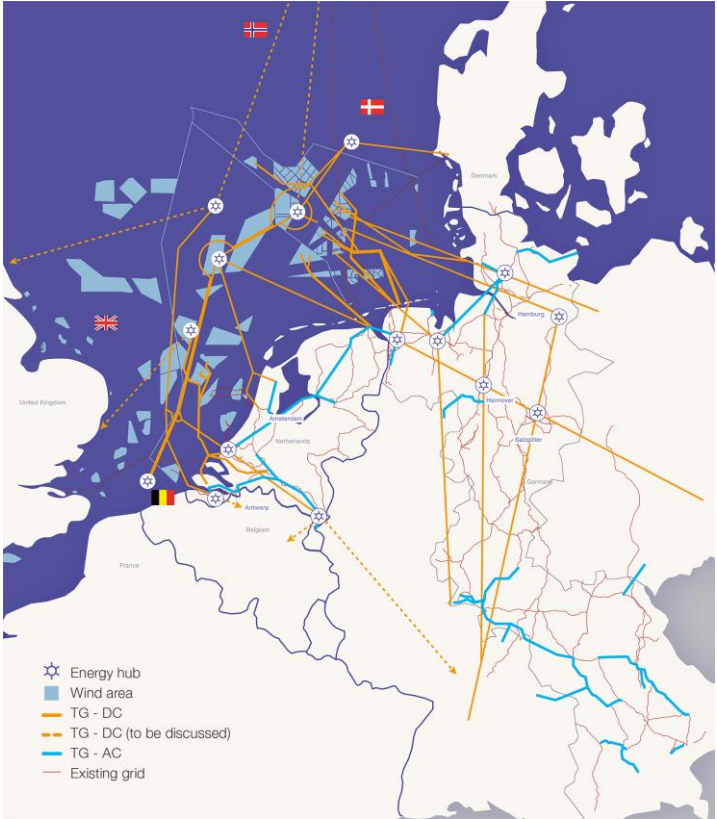 Denmark
Hamburg
United Kingdom
Amsterdam
Hannover
Netherlands
Salzgitter
Germany
Antwerp
Belgium
France
Energy hub
Wind area
TG - DC
TG - DC (to be discussed)
TG - AC
Existing grid